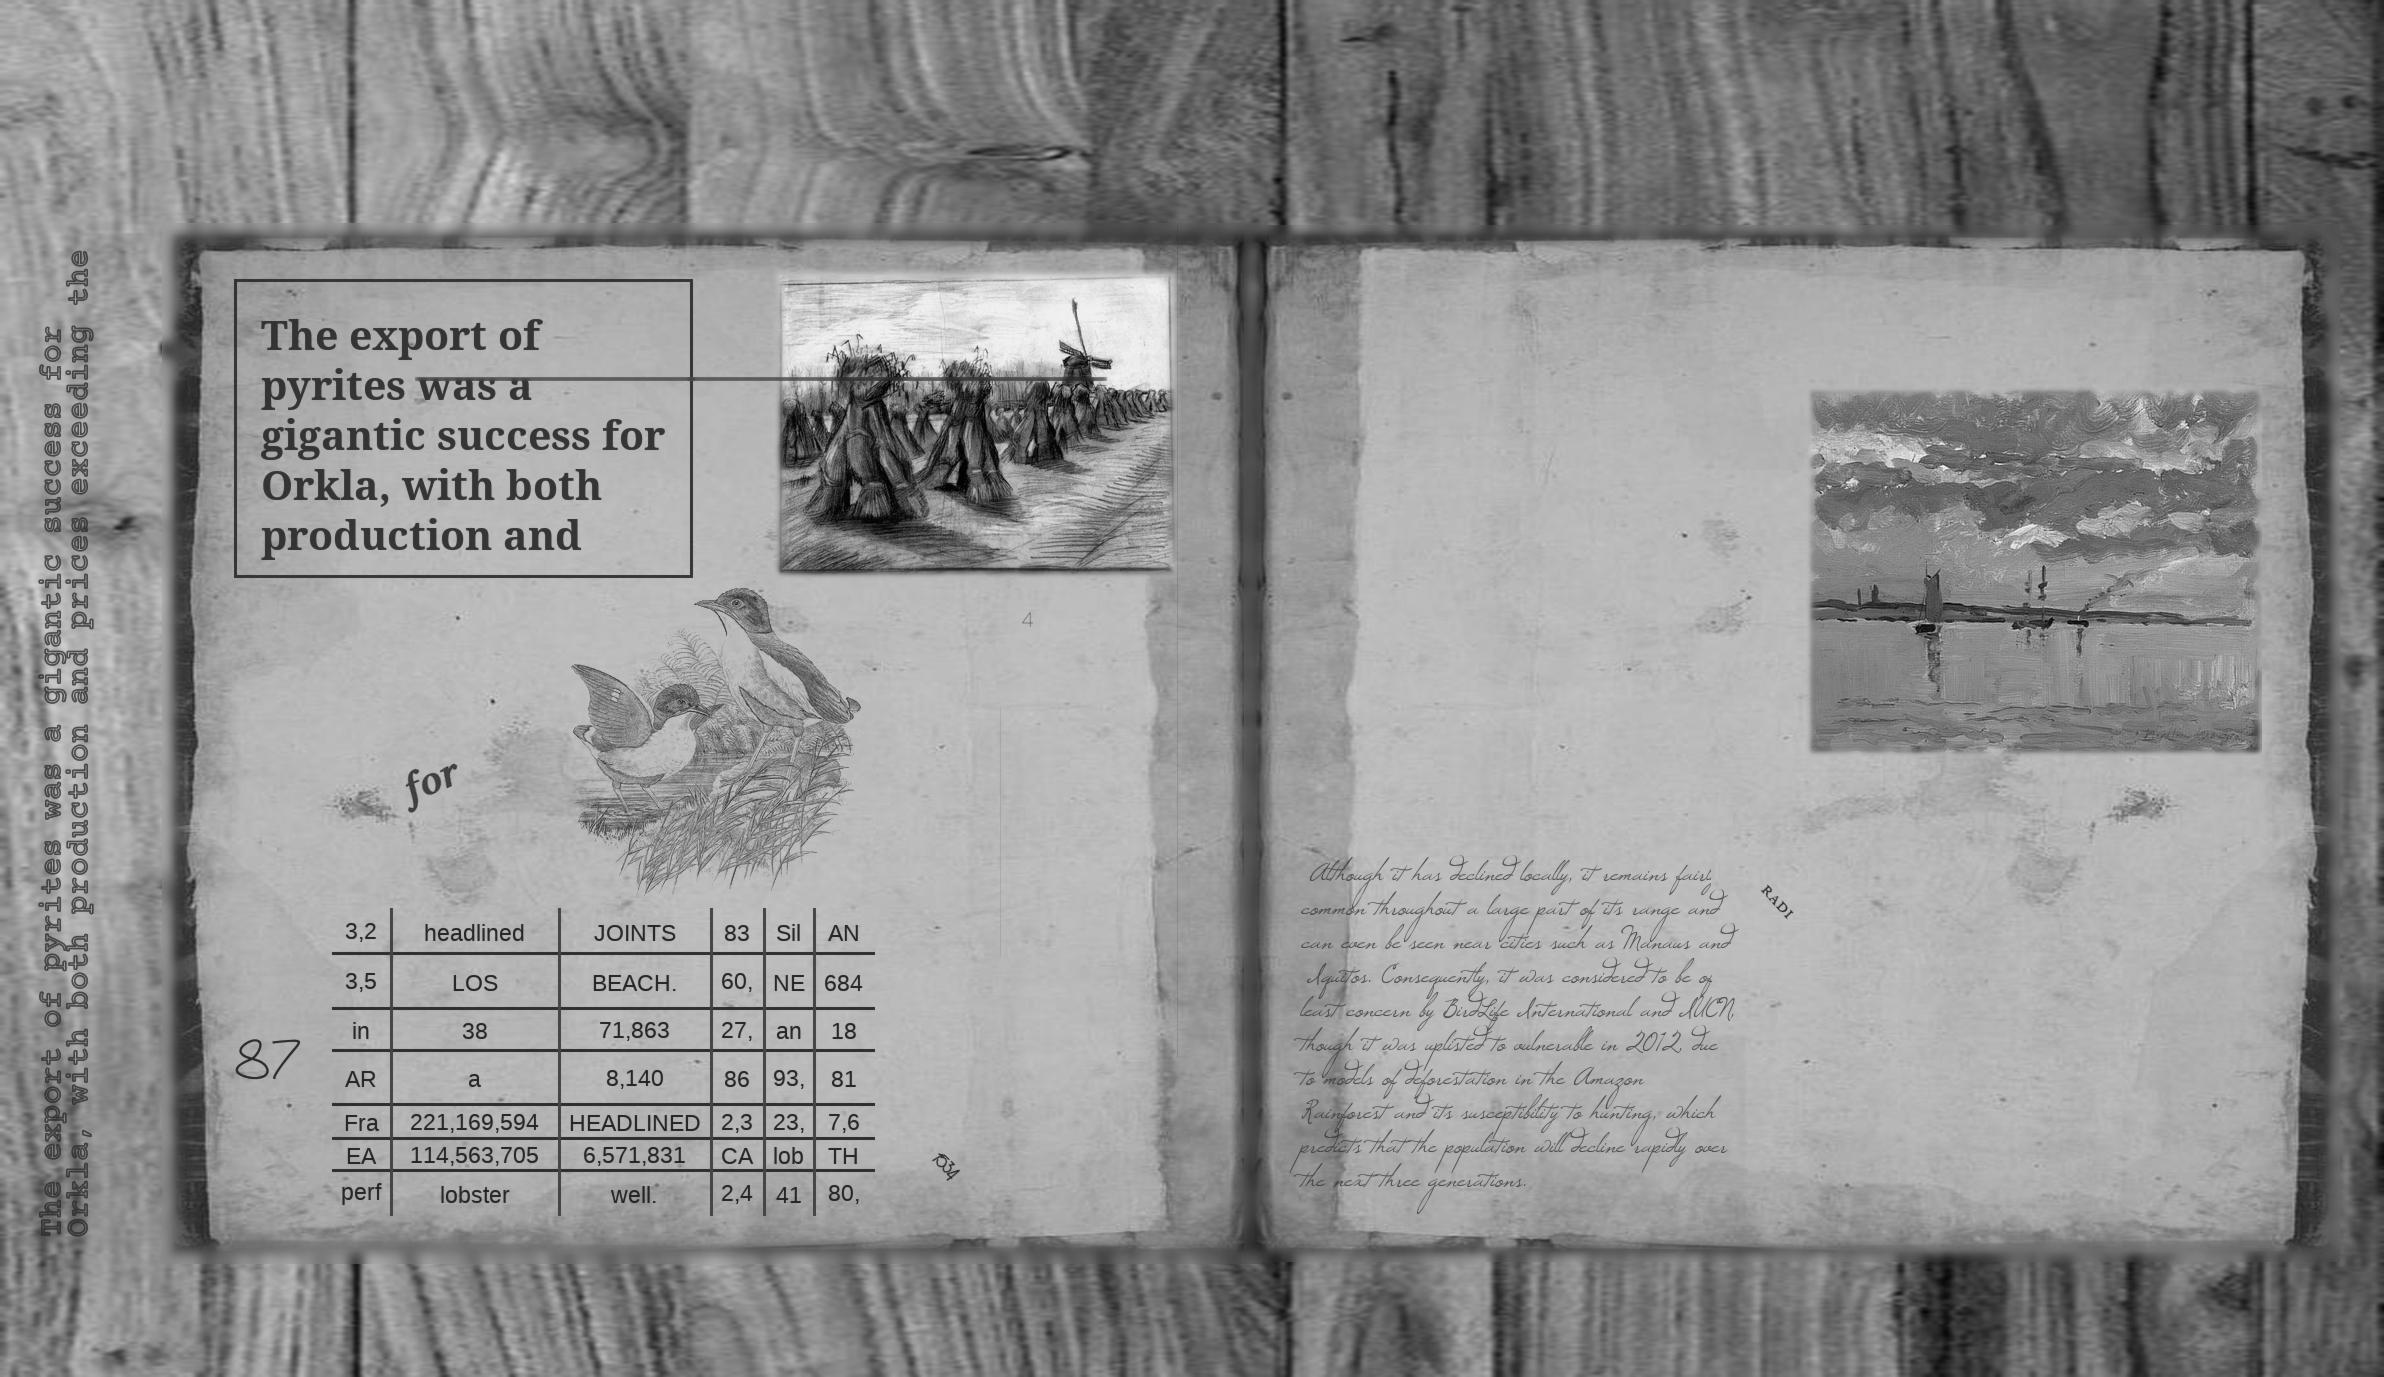 The export of pyrites was a gigantic success for
Orkla, with both production and prices exceeding the
The export of
pyrites was a
gigantic success for
Orkla, with both
production and
4
for
87
3,2 headlined JOINTS 83 Sil AN
3,5 LOS BEACH. 60, NE 684
in 38 71,863 27, an 18
AR a 8,140 86 93, 81
Fra 221,169,594 HEADLINED 2,3 23, 7,6
EA 114,563,705 6,571,831 CA lob TH
perf lobster well. 2,4 41 80,
Although it has declined locally, it remains fairly
common throughout a large part of its range and
can even be seen near cities such as Manaus and
Iquitos. Consequently, it was considered to be of
least concern by BirdLife International and IUCN,
though it was uplisted to vulnerable in 2012, due
to models of deforestation in the Amazon
Rainforest and its susceptibility to hunting, which
predicts that the population will decline rapidly over
the next three generations.
RADI